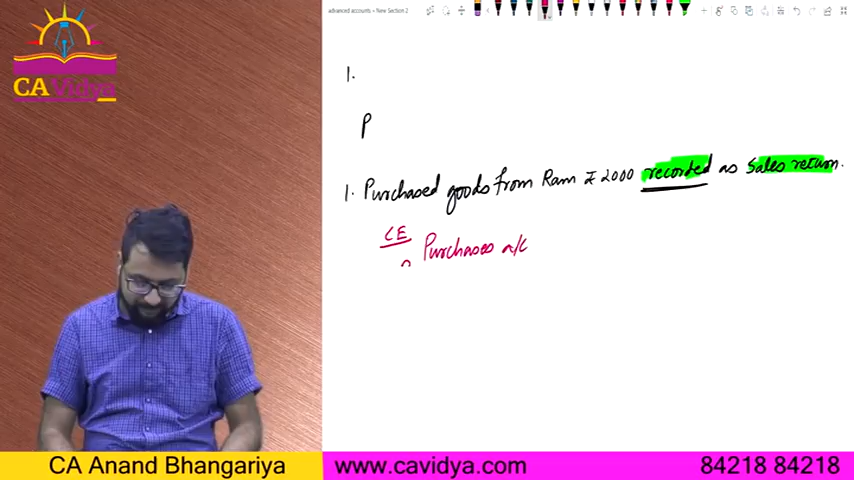 advanced accounts - New Section 2
CA Vidya
1.
P
1. Purchased goods from Ram ₹ 2000 recorded as Sales return.
CE
Purchases a/c
CA Anand Bhangariya
www.cavidya.com
84218 84218